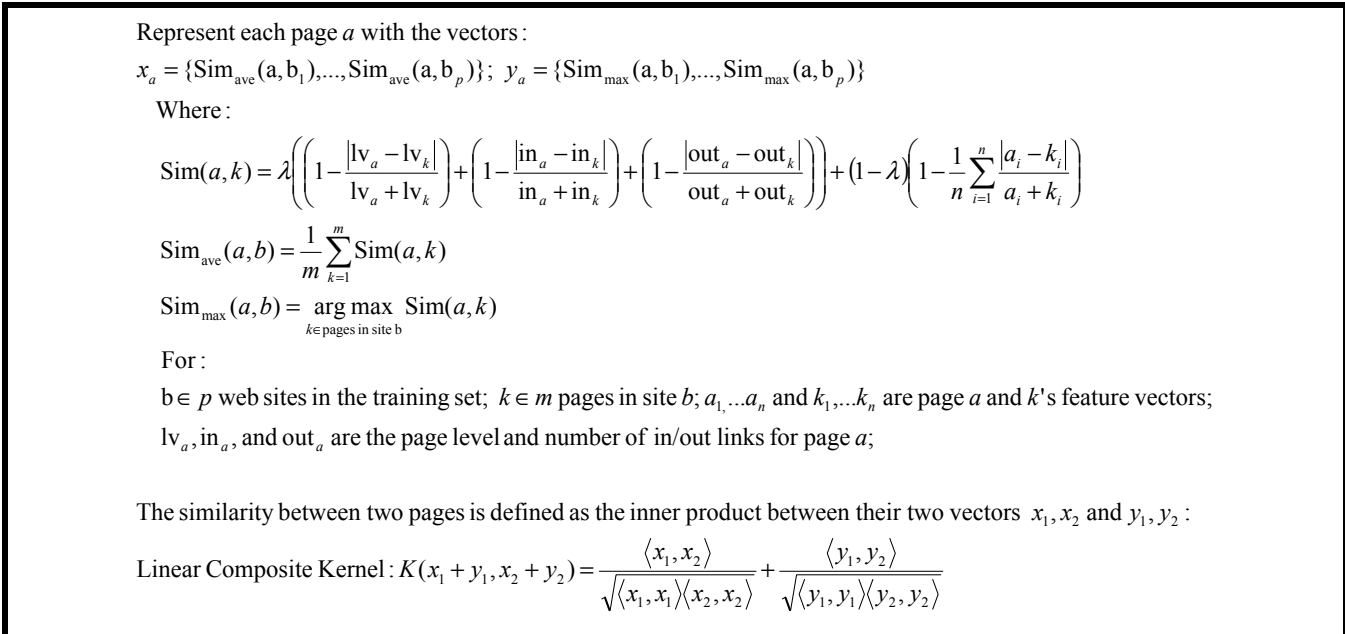 Represent each page a with the vectors:
x_a = {Sim_ave(a, b_1),..., Sim_ave(a, b_p)}; y_a = {Sim_max(a, b_1),..., Sim_max(a, b_p)}
Where:
Sim(a, k) = λ((1 − |lv_a − lv_k| / (lv_a + lv_k)) + (1 − |in_a − in_k| / (in_a + in_k)) + (1 − |out_a − out_k| / (out_a + out_k))) + (1 − λ)(1 − 1/n ∑_{i=1}^{n} |a_i − k_i| / (a_i + k_i))
Sim_ave(a, b) = 1/m ∑_{k=1}^{m} Sim(a, k)
Sim_max(a, b) = arg max_{k∈pages in site b} Sim(a, k)
For:
b ∈ p web sites in the training set; k ∈ m pages in site b; a_1,...a_n and k_1,...k_n are page a and k's feature vectors;
lv_a, in_a, and out_a are the page level and number of in/out links for page a;
The similarity between two pages is defined as the inner product between their two vectors x_1, x_2 and y_1, y_2:
Linear Composite Kernel: K(x_1 + y_1, x_2 + y_2) = ⟨x_1, x_2⟩ / √(⟨x_1, x_1⟩⟨x_2, x_2⟩) + ⟨y_1, y_2⟩ / √(⟨y_1, y_1⟩⟨y_2, y_2⟩)